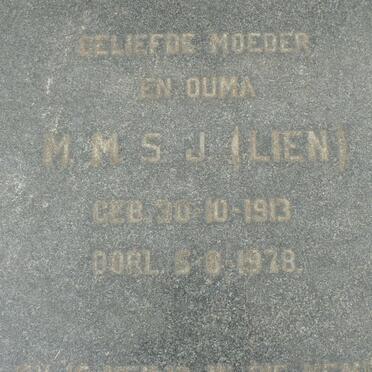 GELIEFDE MOEDER
EN OUMA
M. M. S. J. (LIEN)
GEB. 30-10-1913
OORL. 5-8-1978.